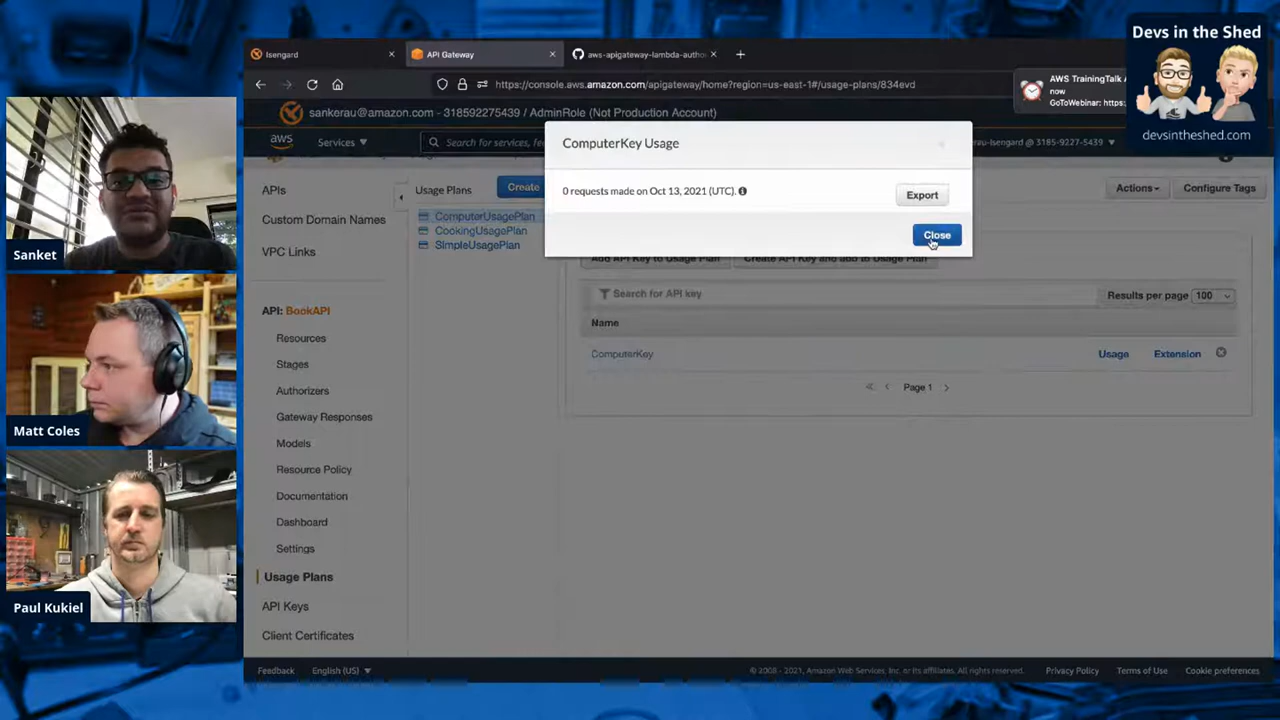 Devs in the Shed
devsintheshed.com
Isengard
API Gateway
aws-apigateway-lambda-autho
https://console.aws.amazon.com/apigateway/home?region=us-east-1#/usage-plans/834evd
AWS TrainingTalk
now
GoToWebinar: https:
sankerau@amazon.com - 318592275439 / AdminRole (Not Production Account)
aws
Services
Search for services, fe
rau-Isengard @ 3185-9227-5439
ComputerKey Usage
0 requests made on Oct 13, 2021 (UTC).
Export
Close
APIs
Custom Domain Names
VPC Links
API: BookAPI
Resources
Stages
Authorizers
Gateway Responses
Models
Resource Policy
Documentation
Dashboard
Settings
Usage Plans
API Keys
Client Certificates
Usage Plans
Create
Actions
Configure Tags
ComputerUsagePlan
CookingUsagePlan
SImpleUsagePlan
Add API Key to Usage Plan
Create API Key and add to Usage Plan
Search for API key
Results per page 100
Name
ComputerKey
Usage
Extension
Page 1
Feedback
English (US)
© 2008 - 2021, Amazon Web Services, Inc. or its affiliates. All rights reserved.
Privacy Policy
Terms of Use
Cookie preferences
Sanket
Matt Coles
Paul Kukiel